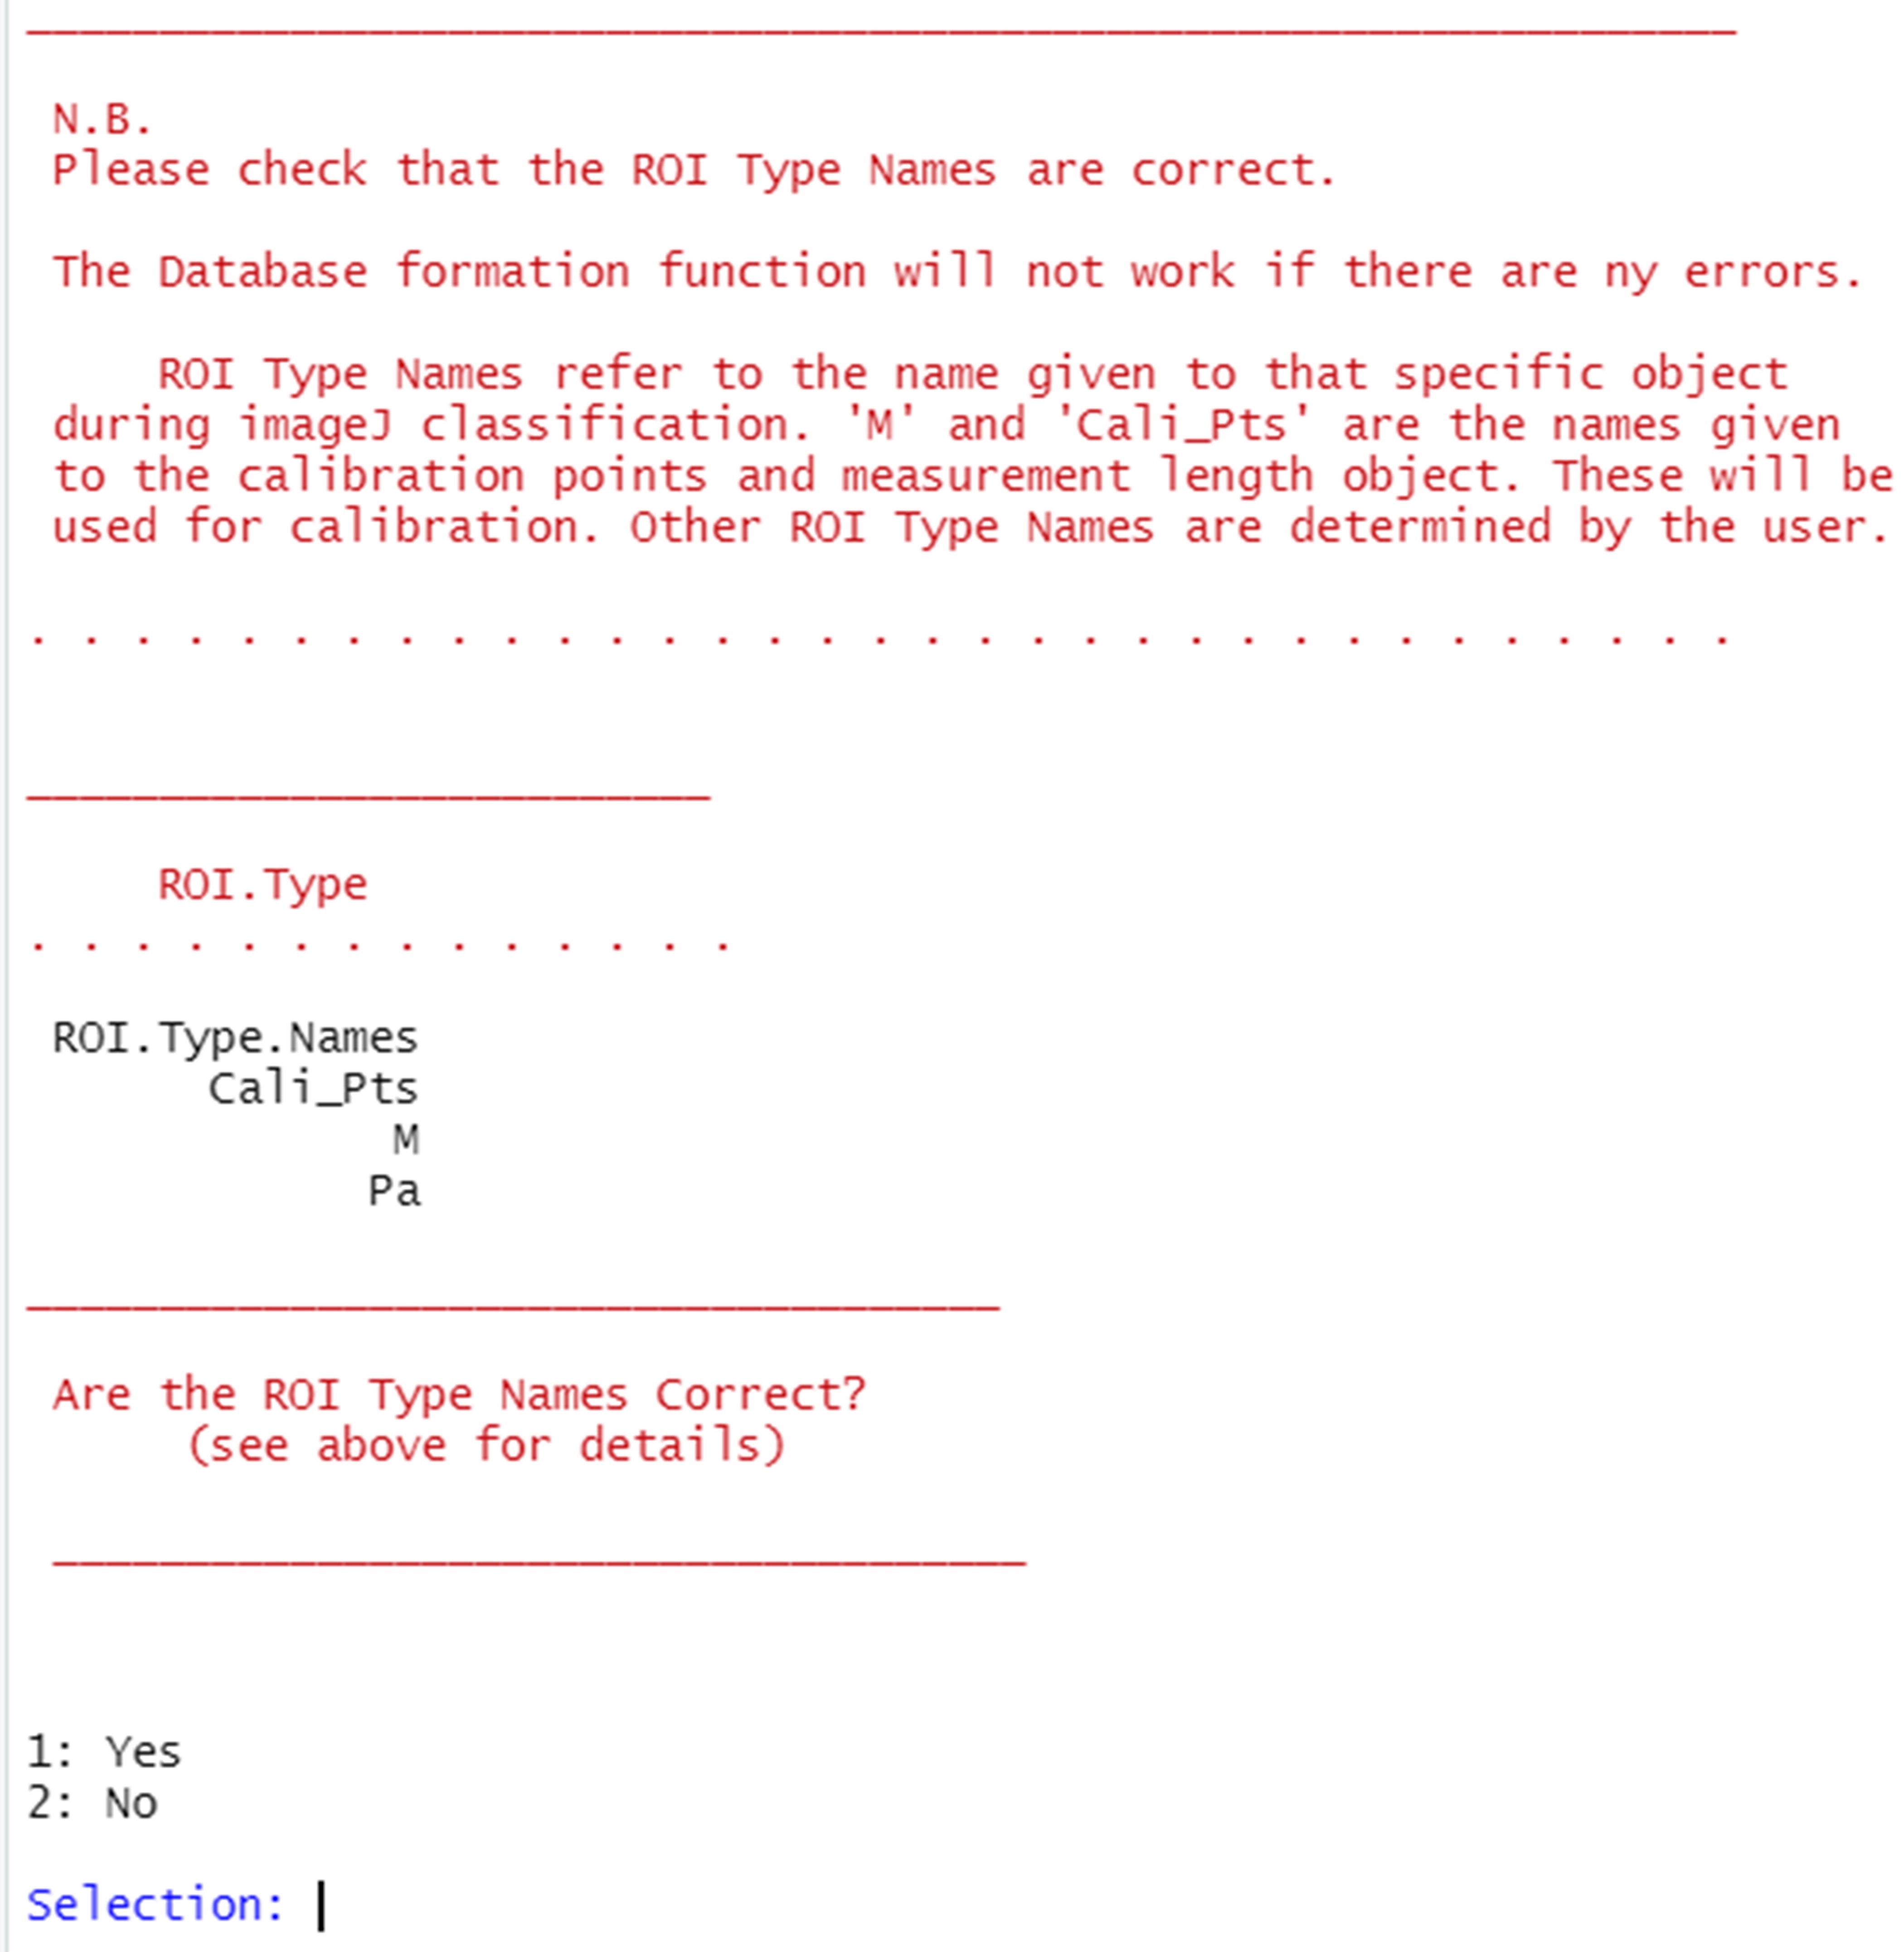 N.B.
Please check that the ROI Type Names are correct.
The Database formation function will not work if there are ny errors.
ROI Type Names refer to the name given to that specific object
during imageJ classification. 'M' and 'Cali_Pts' are the names given
to the calibration points and measurement length object. These will be
used for calibration. Other ROI Type Names are determined by the user.
. . . . . . . . . . . . . . . . . . . . . . . . . . . . . . . . .
ROI.Type
. . . . . . . . . . . . . .
ROI.Type.Names
Cali_Pts
M
Pa
Are the ROI Type Names Correct?
(see above for details)
1: Yes
2: No
Selection: